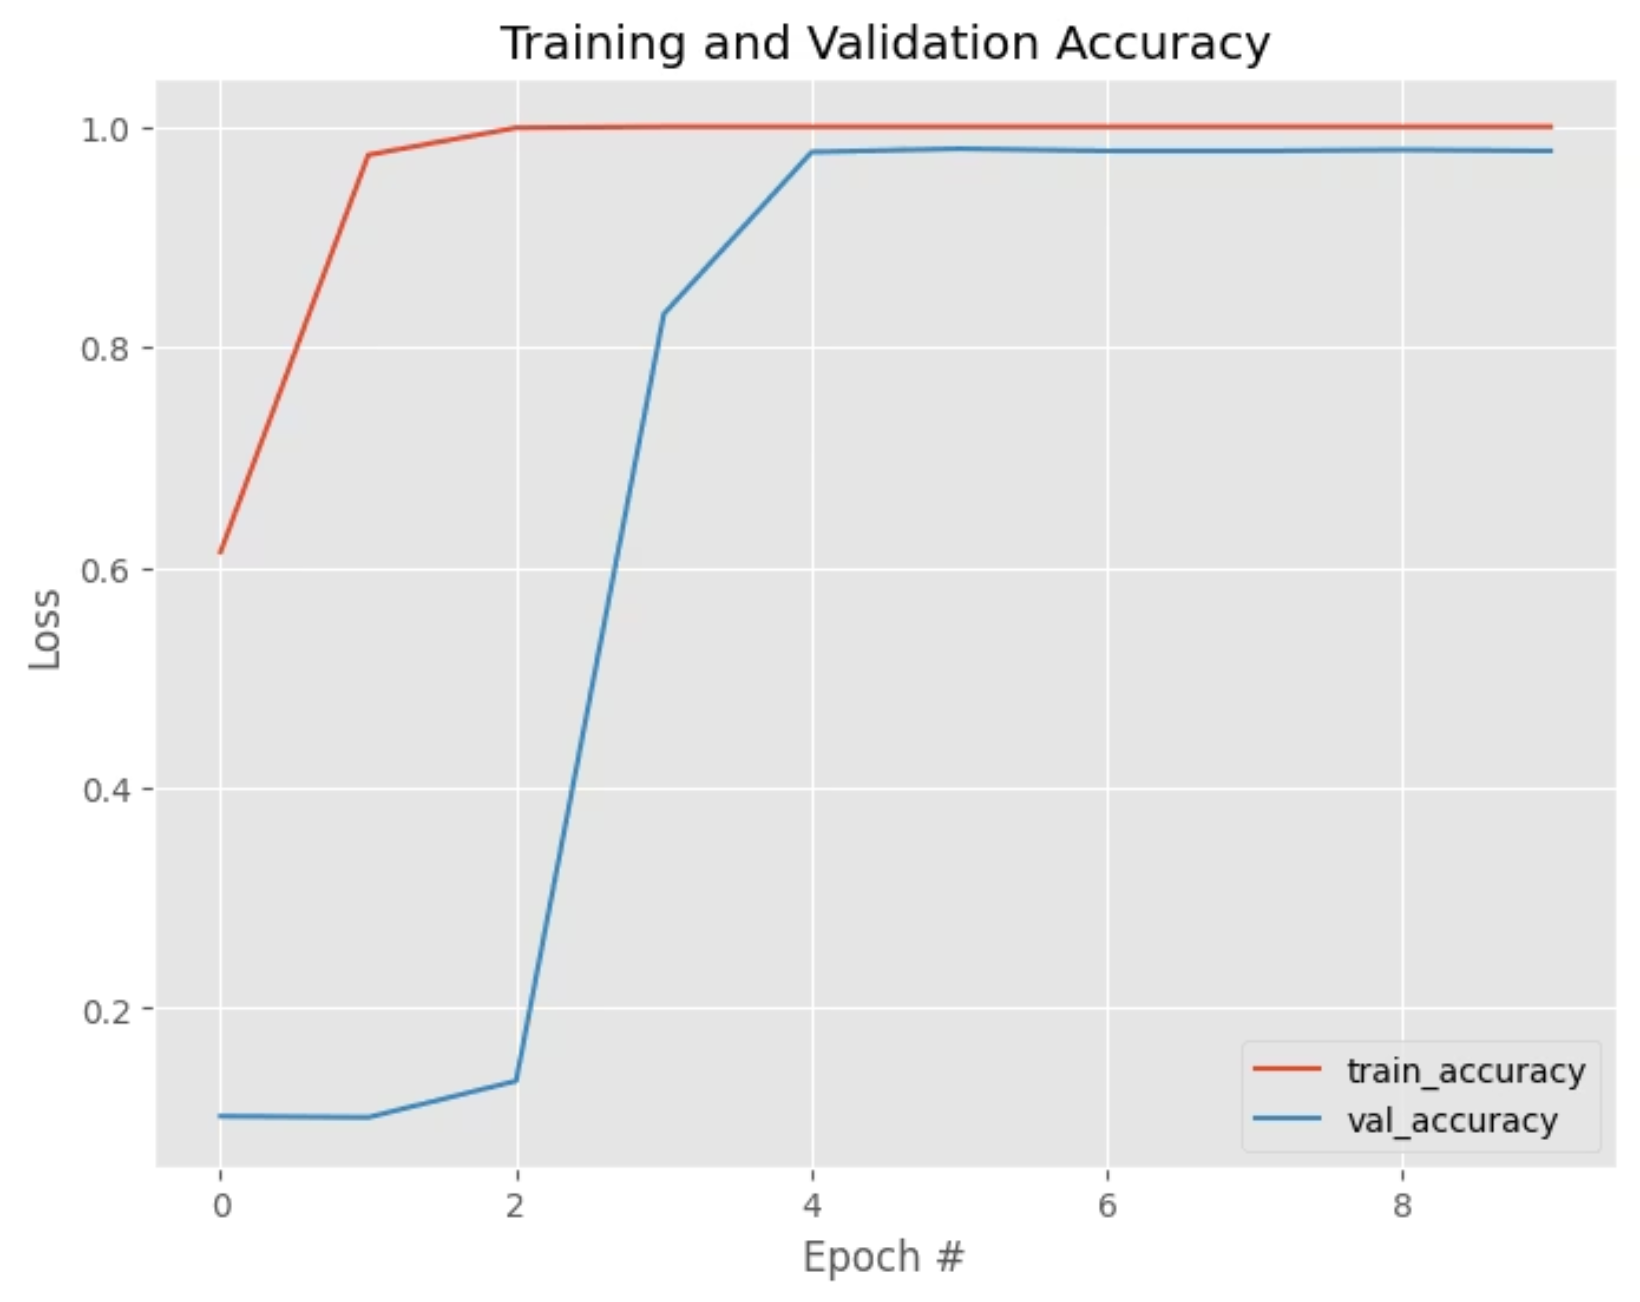 Training and Validation Accuracy
1.0
0.8
0.6
0.4
0.2
Loss
0 2 4 6 8
Epoch #
train_accuracy
val_accuracy